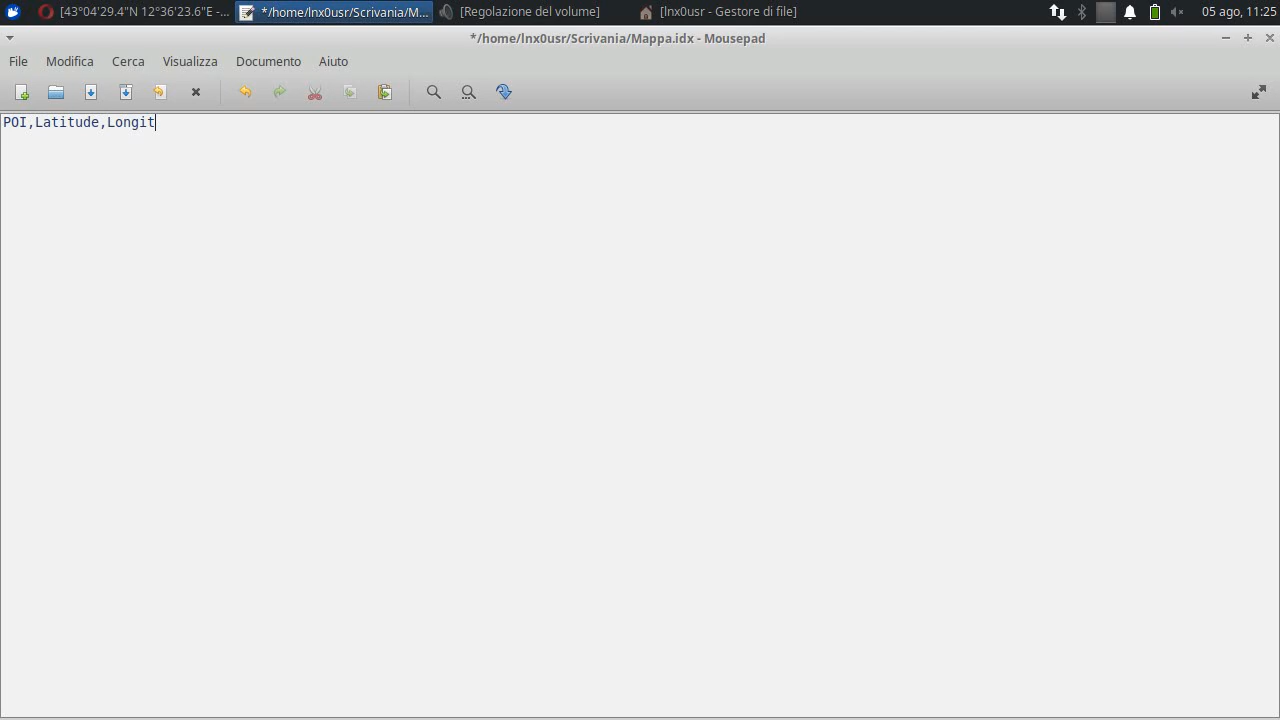 [43°04'29.4"N 12°36'23.6"E -... */home/lnx0usr/Scrivania/M... [Regolazione del volume] [lnx0usr - Gestore di file] 05 ago, 11:25
*/home/lnx0usr/Scrivania/Mappa.idx - Mousepad
File Modifica Cerca Visualizza Documento Aiuto
POI,Latitude,Longit